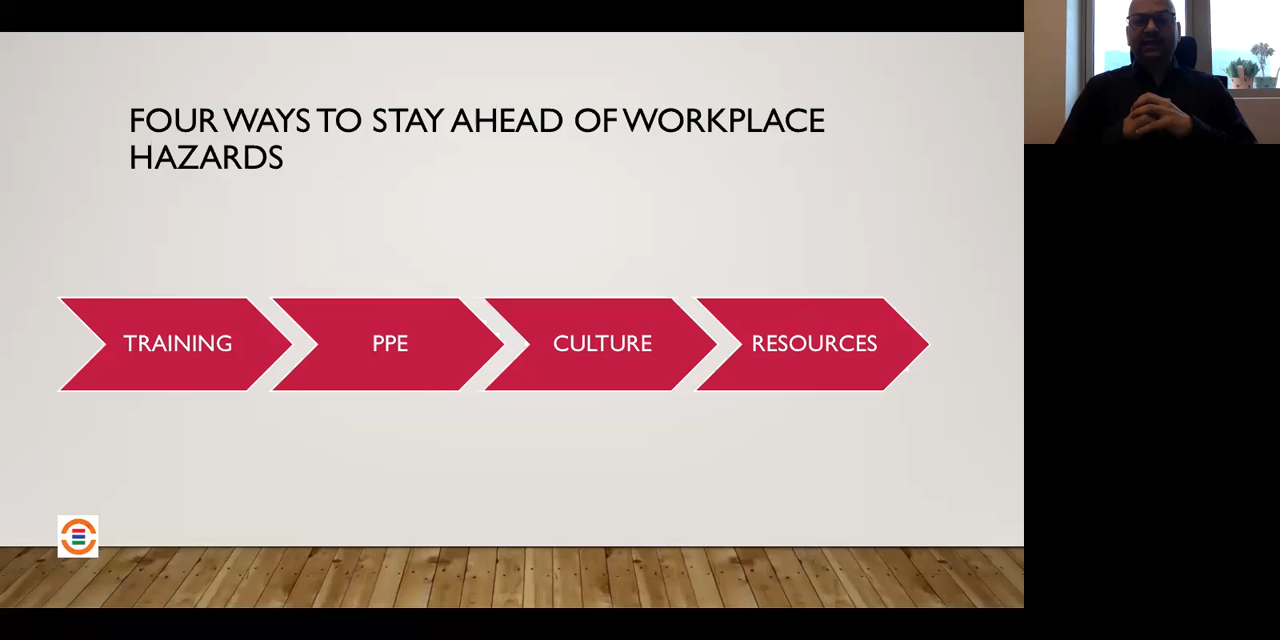 FOUR WAYS TO STAY AHEAD OF WORKPLACE
HAZARDS
TRAINING
PPE
CULTURE
RESOURCES